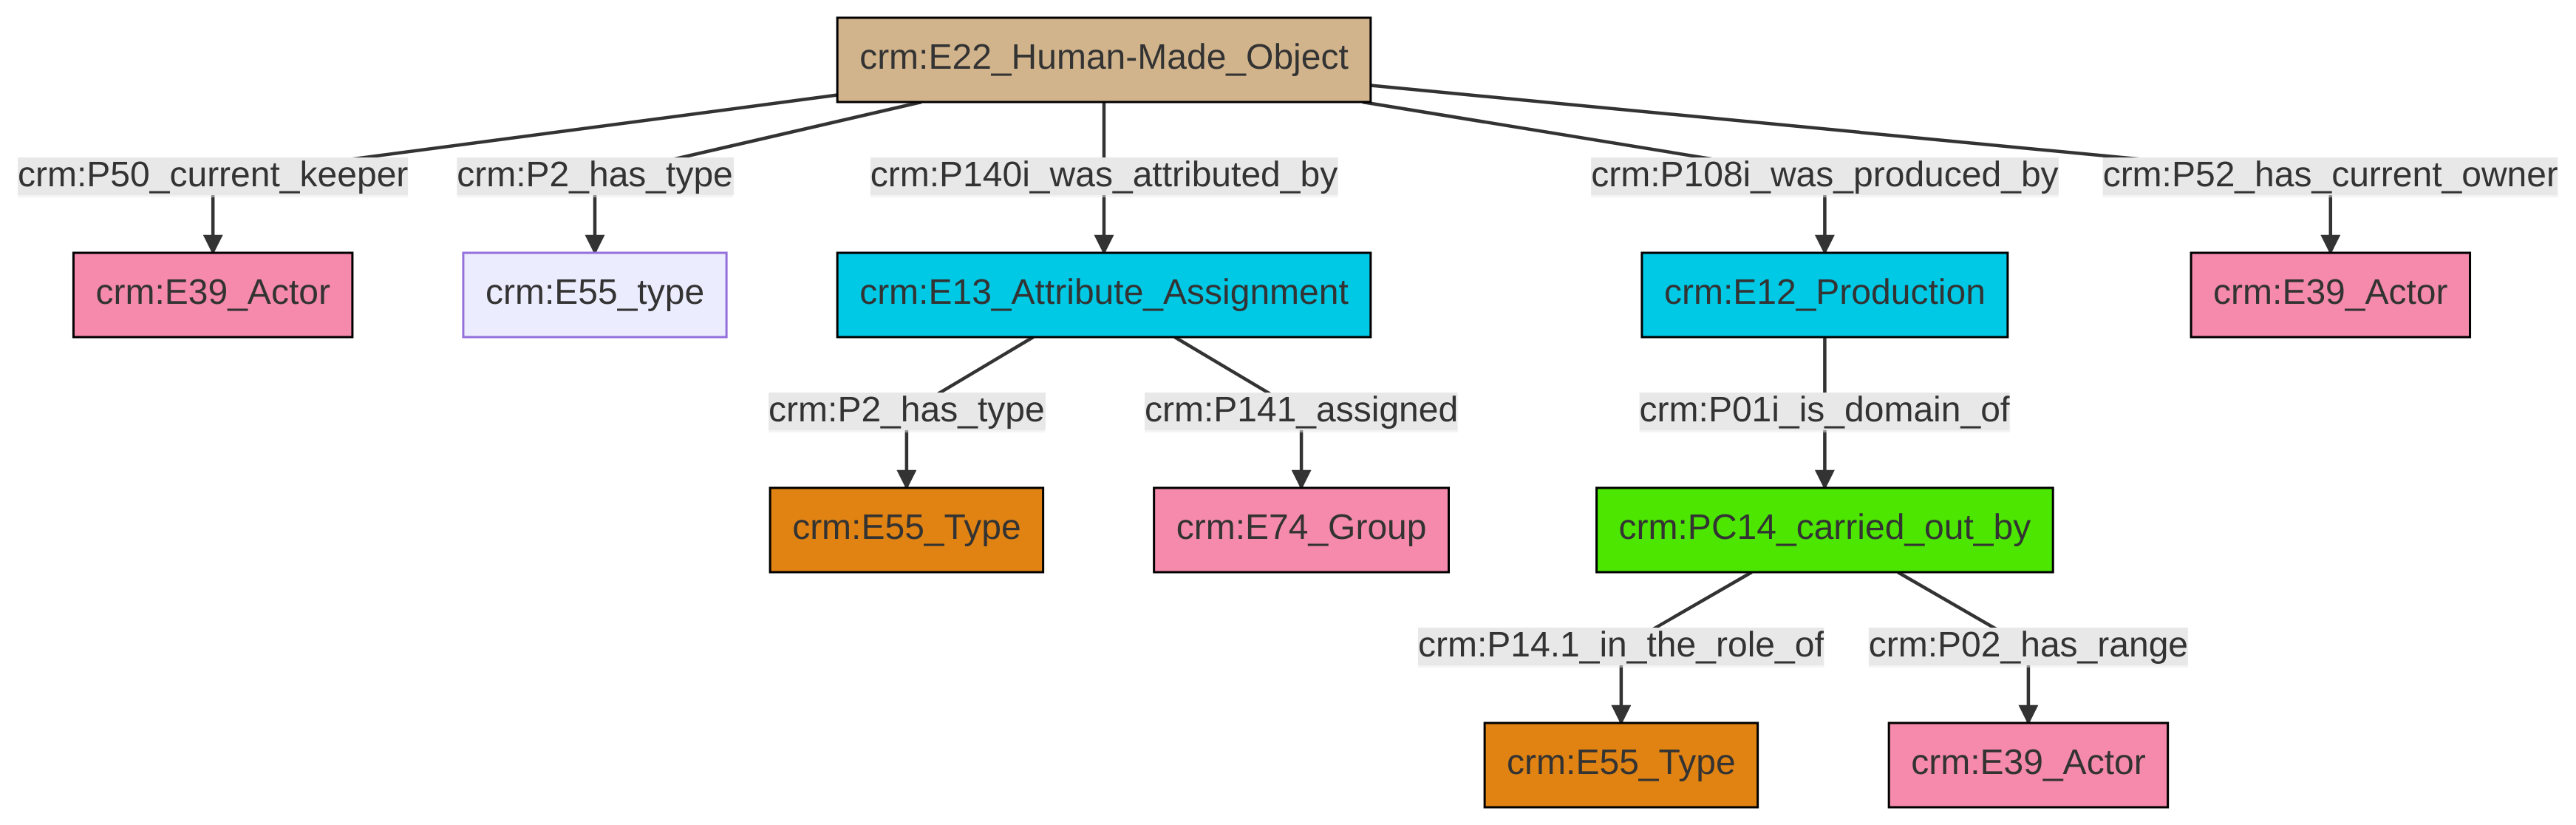 crm:E22_Human-Made_Object
crm:P50_current_keeper
crm:P2_has_type
crm:P140i_was_attributed_by
crm:P108i_was_produced_by
crm:P52_has_current_owner
crm:E39_Actor
crm:E55_type
crm:E13_Attribute_Assignment
crm:E12_Production
crm:E39_Actor
crm:P2_has_type
crm:P141_assigned
crm:P01i_is_domain_of
crm:E55_Type
crm:E74_Group
crm:PC14_carried_out_by
crm:P14.1_in_the_role_of
crm:P02_has_range
crm:E55_Type
crm:E39_Actor